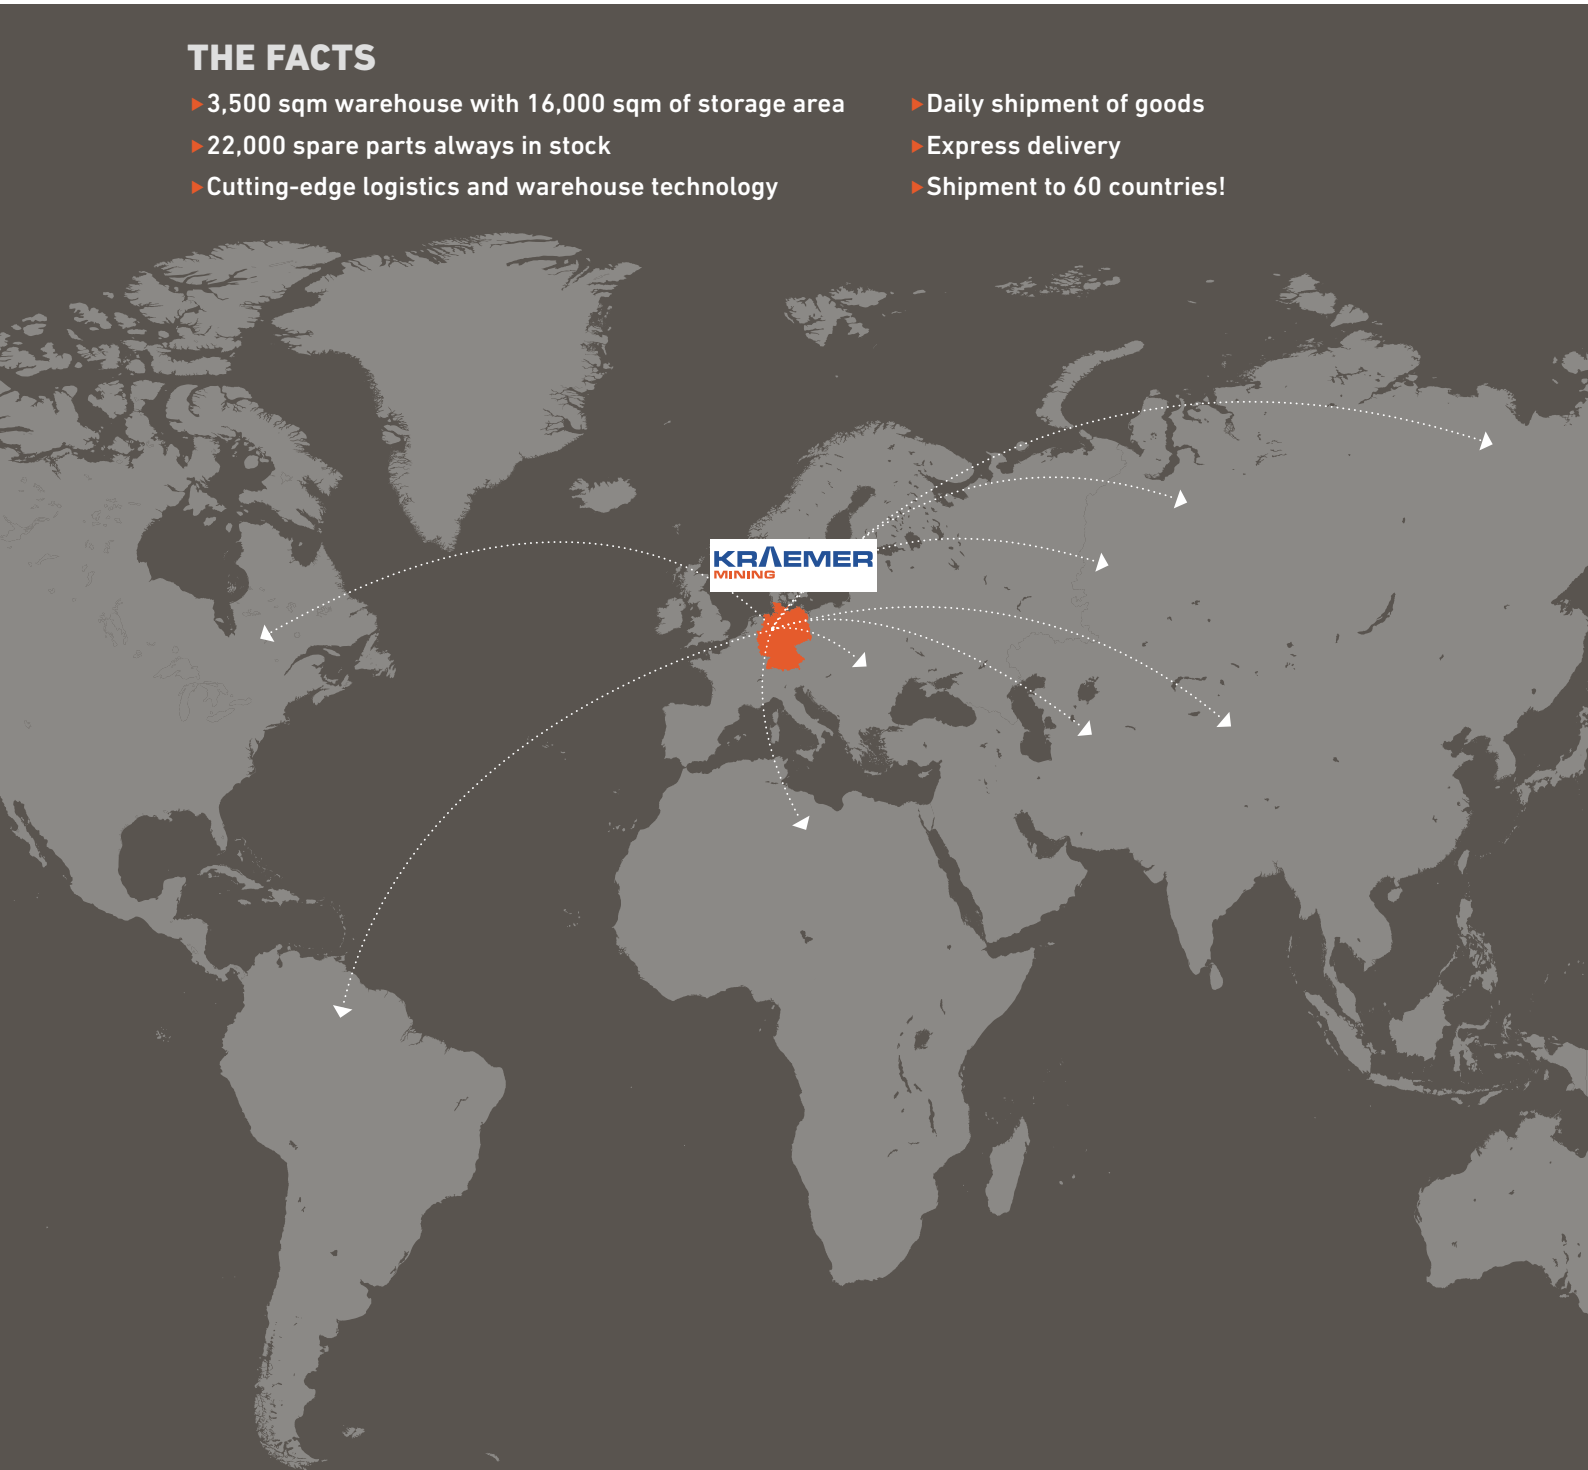 THE FACTS
▶3,500 sqm warehouse with 16,000 sqm of storage area
▶22,000 spare parts always in stock
▶Cutting-edge logistics and warehouse technology
▶Daily shipment of goods
▶Express delivery
▶Shipment to 60 countries!
KRAEMER
MINING